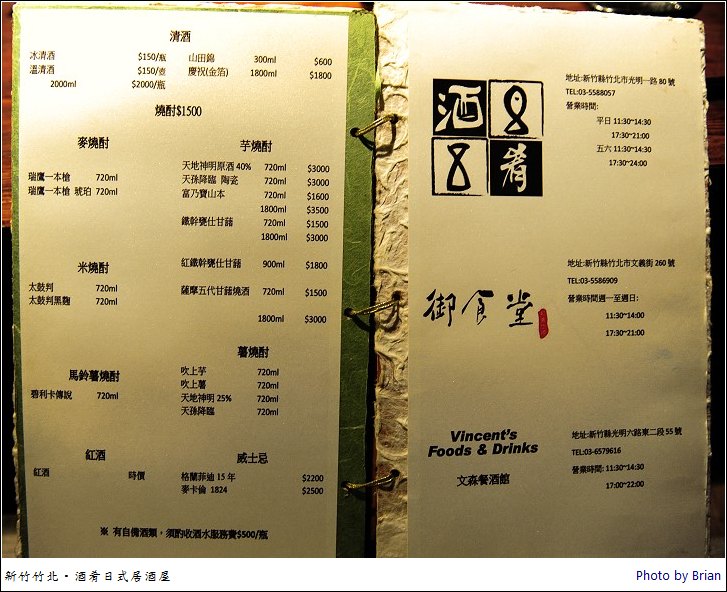 清酒
冰清酒 $150/瓶 山田錦 300ml $600
溫清酒 $150/壺 慶祝(金箔) 1800ml $1800
2000ml $2000/瓶
燒酎$1500
麥燒酎
瑞鷹一本槍 720ml
瑞鷹一本槍 琥珀 720ml
米燒酎
太鼓判 720ml
太鼓判黑麴 720ml
馬鈴薯燒酎
碧利卡傳說 720ml
紅酒
紅酒 時價
芋燒酎
天地神明原酒 40% 720ml $3000
天孫降臨 陶瓷 720ml $3000
富乃寶山本 720ml $1600
1800ml $3500
鐵幹甕仕甘藷 720ml $1500
1800ml $3000
紅鐵幹甕仕甘藷 900ml $1800
薩摩五代甘藷燒酒 720ml $1500
1800ml $3000
薯燒酎
吹上芋 720ml
吹上薯 720ml
天地神明 25% 720ml
天孫降臨 720ml
威士忌
格蘭菲迪 15 年 $2200
麥卡倫 1824 $2500
※ 有自備酒類，須酌收酒水服務費$500/瓶
酒
肴
地址:新竹縣竹北市光明一路 80 號
TEL:03-5588057
營業時間:
平日 11:30~14:30
17:30~21:00
五六 11:30~14:30
17:30~24:00
御食堂
地址:新竹縣竹北市文義街 260 號
TEL:03-5586909
營業時間週一至週日:
11:30~14:00
17:30~21:00
Vincent's
Foods & Drinks
文森餐酒館
地址:新竹縣光明六路東二段 55 號
TEL:03-6579616
營業時間: 11:30~14:30
17:00~22:00
新竹竹北·酒肴日式居酒屋
Photo by Brian